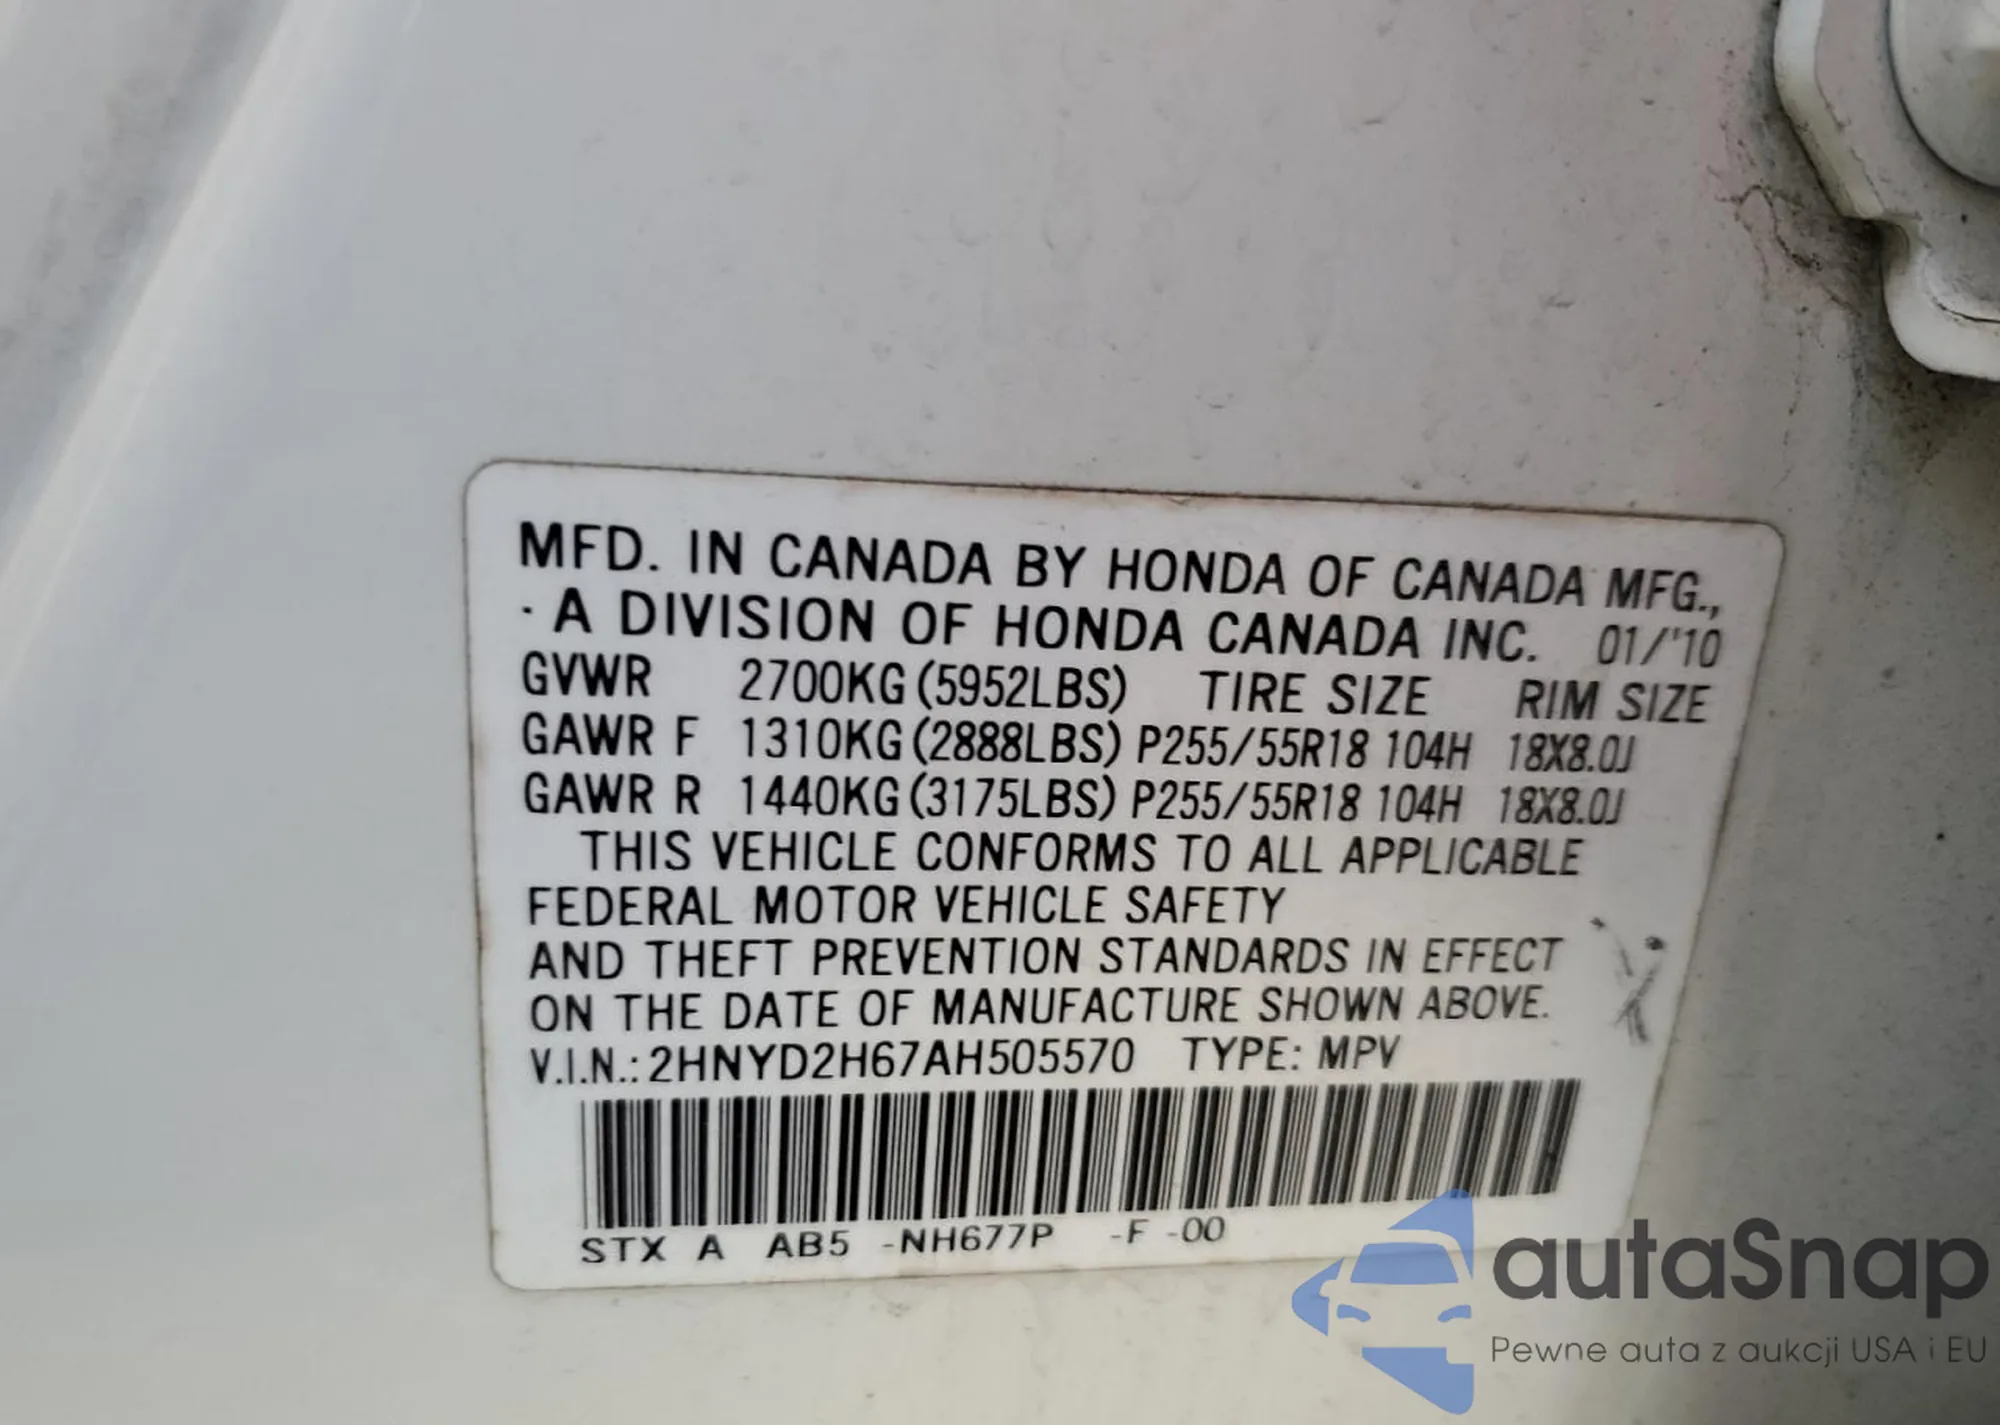 MFD. IN CANADA BY HONDA OF CANADA MFG.,
· A DIVISION OF HONDA CANADA INC. 01/'10
GVWR 2700KG (5952LBS) TIRE SIZE RIM SIZE
GAWR F 1310KG (2888LBS) P255/55R18 104H 18X8.0J
GAWR R 1440KG (3175LBS) P255/55R18 104H 18X8.0J
THIS VEHICLE CONFORMS TO ALL APPLICABLE
FEDERAL MOTOR VEHICLE SAFETY
AND THEFT PREVENTION STANDARDS IN EFFECT
ON THE DATE OF MANUFACTURE SHOWN ABOVE.
V.I.N.: 2HNYD2H67AH505570 TYPE: MPV
STX A AB5 -NH677P -F -00
autaSnap
Pewne auta z aukcji USA i EU